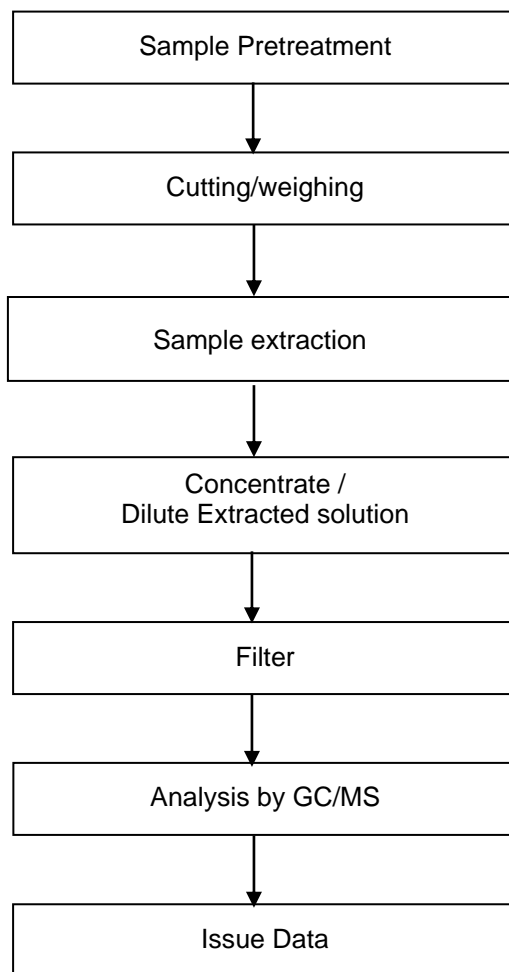 Sample Pretreatment
Cutting/weighing
Sample extraction
Concentrate /
Dilute Extracted solution
Filter
Analysis by GC/MS
Issue Data